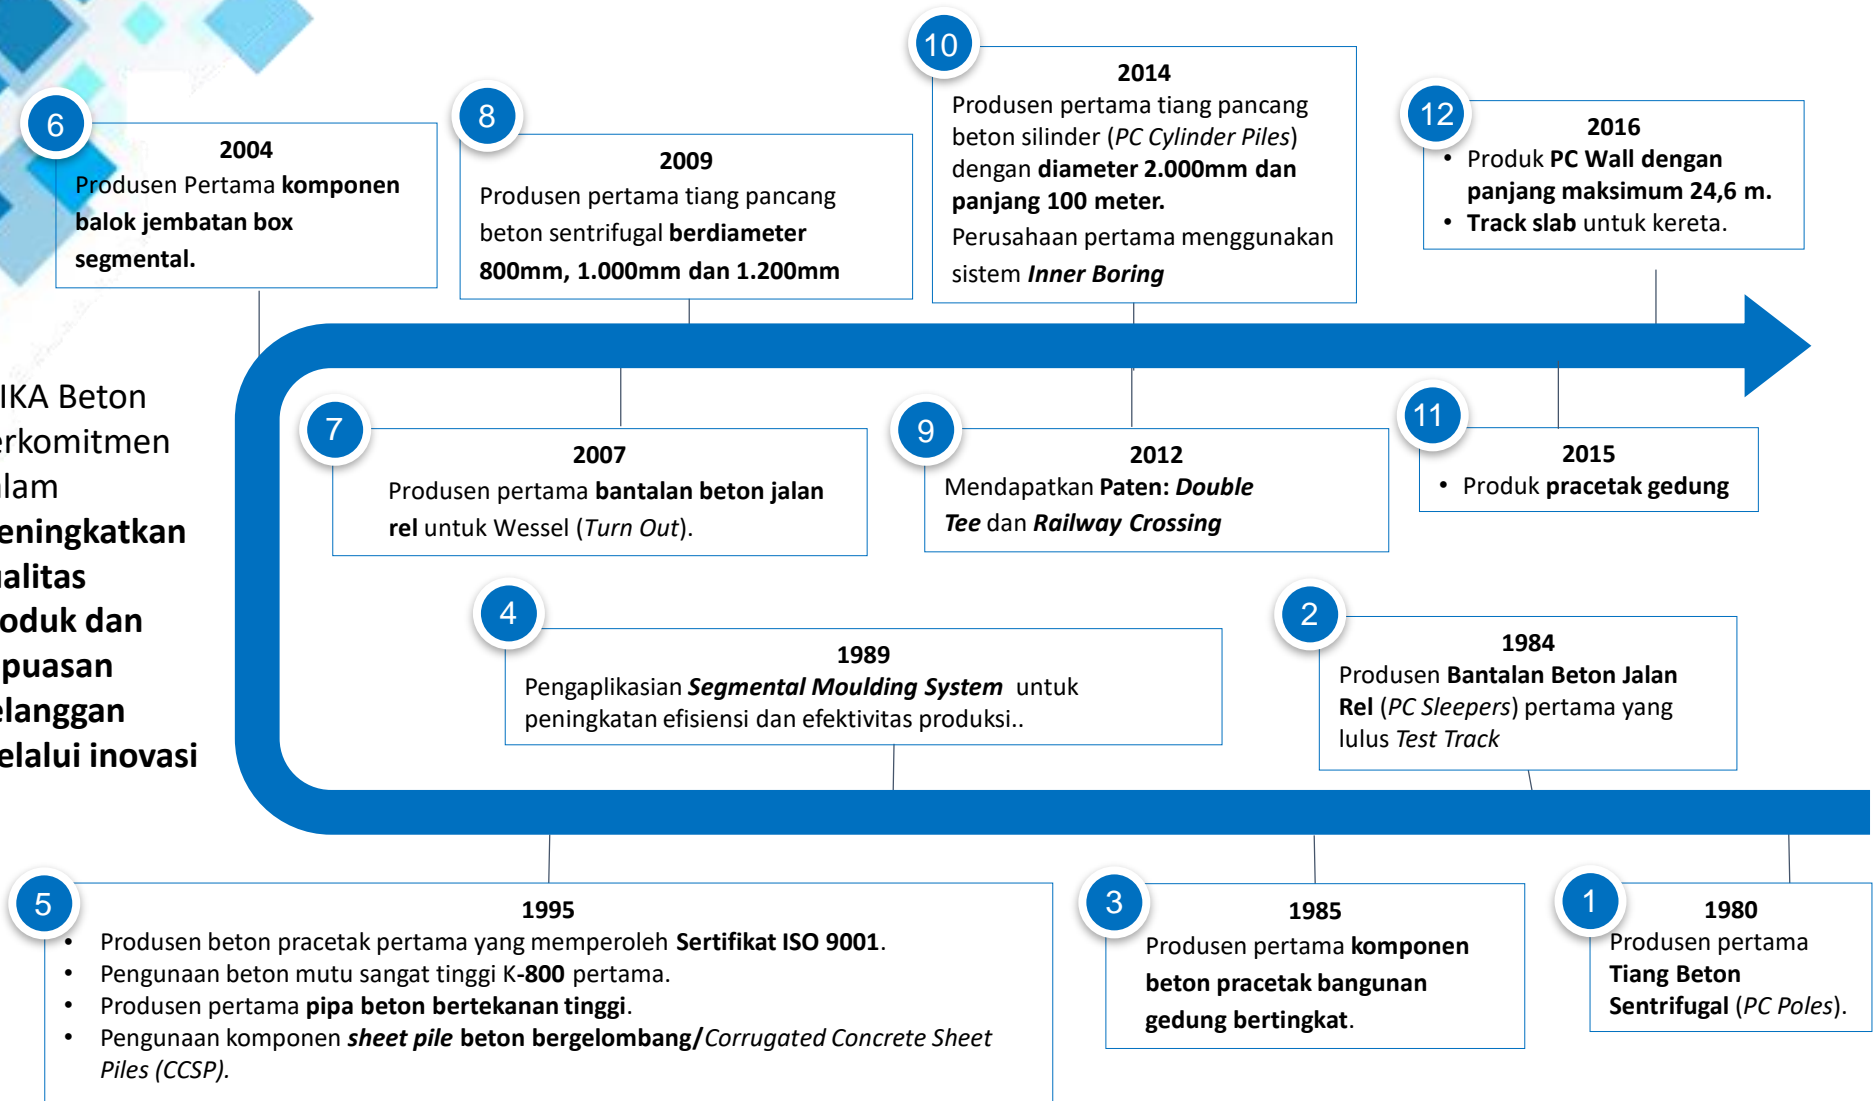 10
2014
Produsen pertama tiang pancang
beton silinder (PC Cylinder Piles)
dengan diameter 2.000mm dan
panjang 100 meter.
Perusahaan pertama menggunakan
sistem Inner Boring
6
2004
Produsen Pertama komponen
balok jembatan box
segmental.
8
2009
Produsen pertama tiang pancang
beton sentrifugal berdiameter
800mm, 1.000mm dan 1.200mm
12
2016
• Produk PC Wall dengan
panjang maksimum 24,6 m.
• Track slab untuk kereta.
IKA Beton
erkomitmen
alam
eningkatkan
ualitas
roduk dan
puasan
elanggan
elalui inovasi
7
2007
Produsen pertama bantalan beton jalan
rel untuk Wessel (Turn Out).
9
2012
Mendapatkan Paten: Double
Tee dan Railway Crossing
11
2015
• Produk pracetak gedung
4
1989
Pengaplikasian Segmental Moulding System untuk
peningkatan efisiensi dan efektivitas produksi..
2
1984
Produsen Bantalan Beton Jalan
Rel (PC Sleepers) pertama yang
lulus Test Track
5
1995
• Produsen beton pracetak pertama yang memperoleh Sertifikat ISO 9001.
• Pengunaan beton mutu sangat tinggi K-800 pertama.
• Produsen pertama pipa beton bertekanan tinggi.
• Pengunaan komponen sheet pile beton bergelombang/Corrugated Concrete Sheet
Piles (CCSP).
3
1985
Produsen pertama komponen
beton pracetak bangunan
gedung bertingkat.
1
1980
Produsen pertama
Tiang Beton
Sentrifugal (PC Poles).